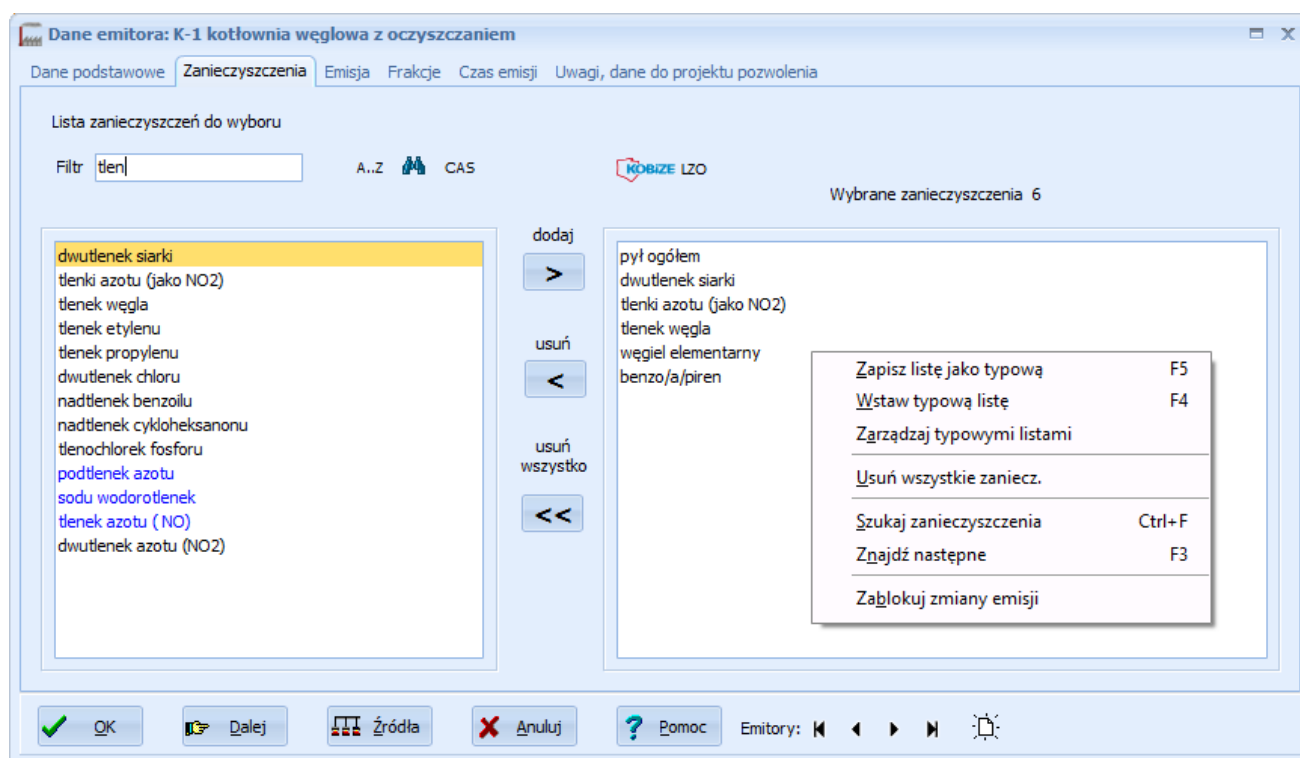 Dane emitora: K-1 kotłownia węglowa z oczyszczaniem
Dane podstawowe Zanieczyszczenia Emisja Frakcje Czas emisji Uwagi, dane do projektu pozwolenia
Lista zanieczyszczeń do wyboru
Filtr tlen A..Z CAS KOBiZE LZO
Wybrane zanieczyszczenia 6
dwutlenek siarki
tlenki azotu (jako NO2)
tlenek węgla
tlenek etylenu
tlenek propylenu
dwutlenek chloru
nadtlenek benzoilu
nadtlenek cykloheksanonu
tlenochlorek fosforu
podtlenek azotu
sodu wodorotlenek
tlenek azotu ( NO)
dwutlenek azotu (NO2)
dodaj
>
usuń
<
usuń
wszystko
<<
pył ogółem
dwutlenek siarki
tlenki azotu (jako NO2)
tlenek węgla
węgiel elementarny
benzo/a/piren
Zapisz listę jako typową F5
Wstaw typową listę F4
Zarządzaj typowymi listami
Usuń wszystkie zaniecz.
Szukaj zanieczyszczenia Ctrl+F
Znajdź następne F3
Zablokuj zmiany emisji
OK Dalej Źródła Anuluj Pomoc Emitory: